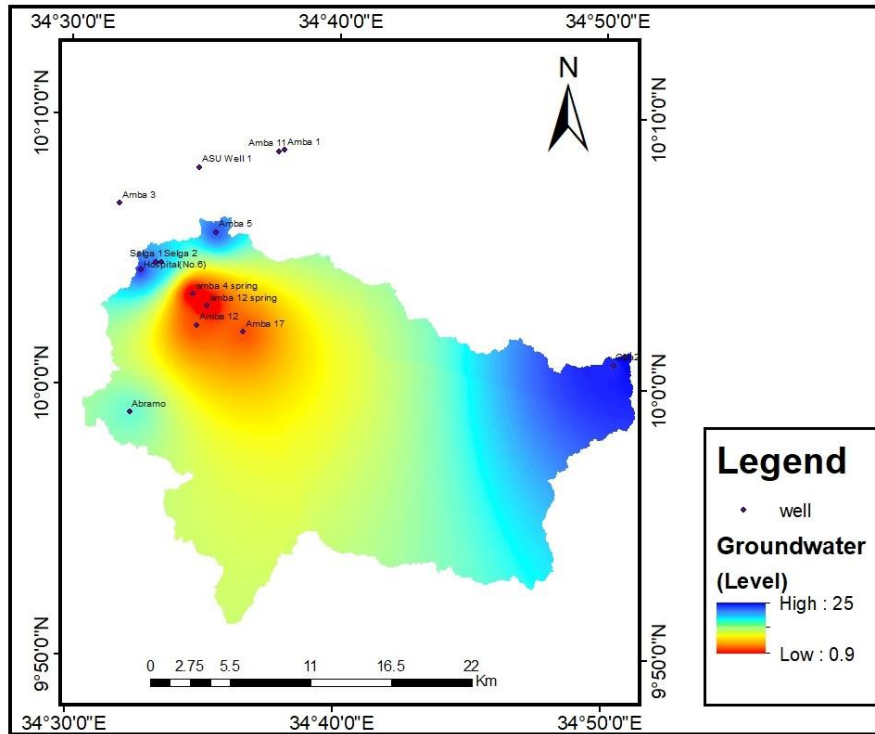 34°30'0"E 34°40'0"E 34°50'0"E
N
10°10'0"N 10°10'0"N
Amba 11 Amba 1
ASU Well 1
Amba 3
Amba 5
Selga 1 Selga 2
Hospital(No.6)
amba 4 spring
amba 12 spring
Amba 12 Amba 17
10°0'0"N 10°0'0"N
Abramo
Legend
well
Groundwater
(Level)
High : 25
Low : 0.9
9°50'0"N 9°50'0"N
0 2.75 5.5 11 16.5 22
Km
34°30'0"E 34°40'0"E 34°50'0"E